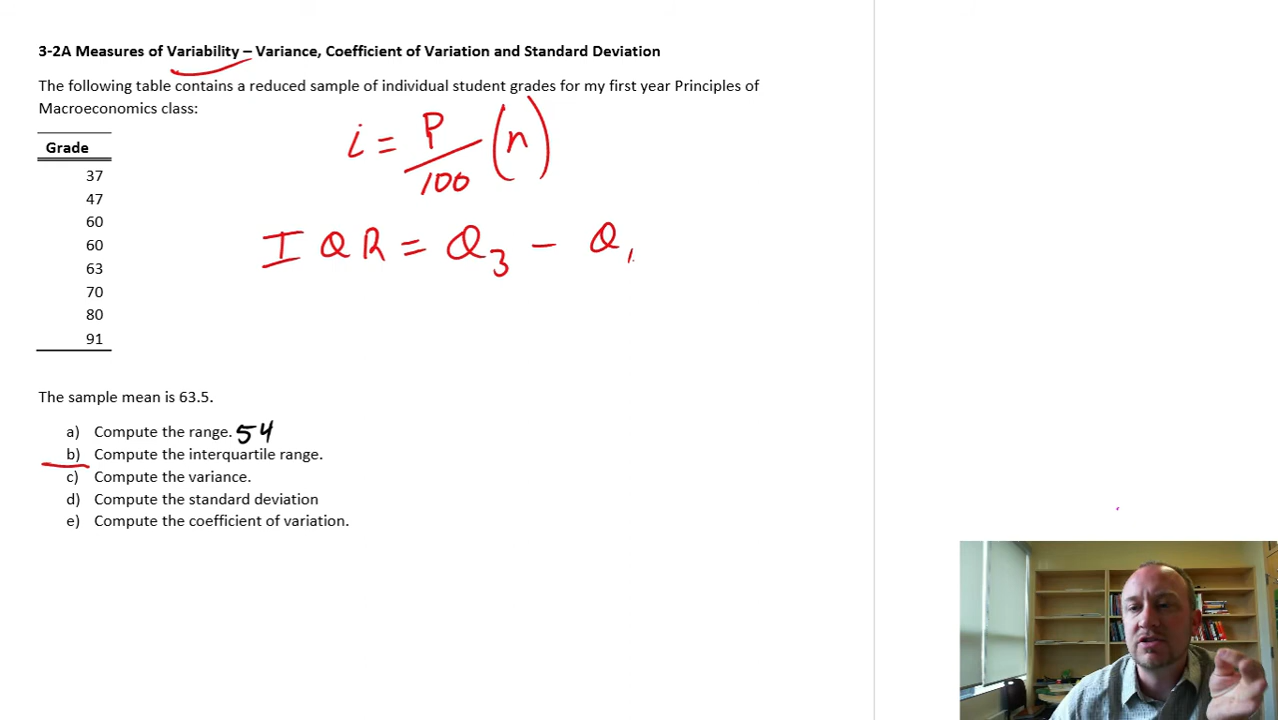 3-2A Measures of Variability – Variance, Coefficient of Variation and Standard Deviation
The following table contains a reduced sample of individual student grades for my first year Principles of
Macroeconomics class:
Grade
37
47
60
60
63
70
80
91
i = P/100 (n)
IQR = Q3 - Q1
The sample mean is 63.5.
a) Compute the range. 54
b) Compute the interquartile range.
c) Compute the variance.
d) Compute the standard deviation
e) Compute the coefficient of variation.